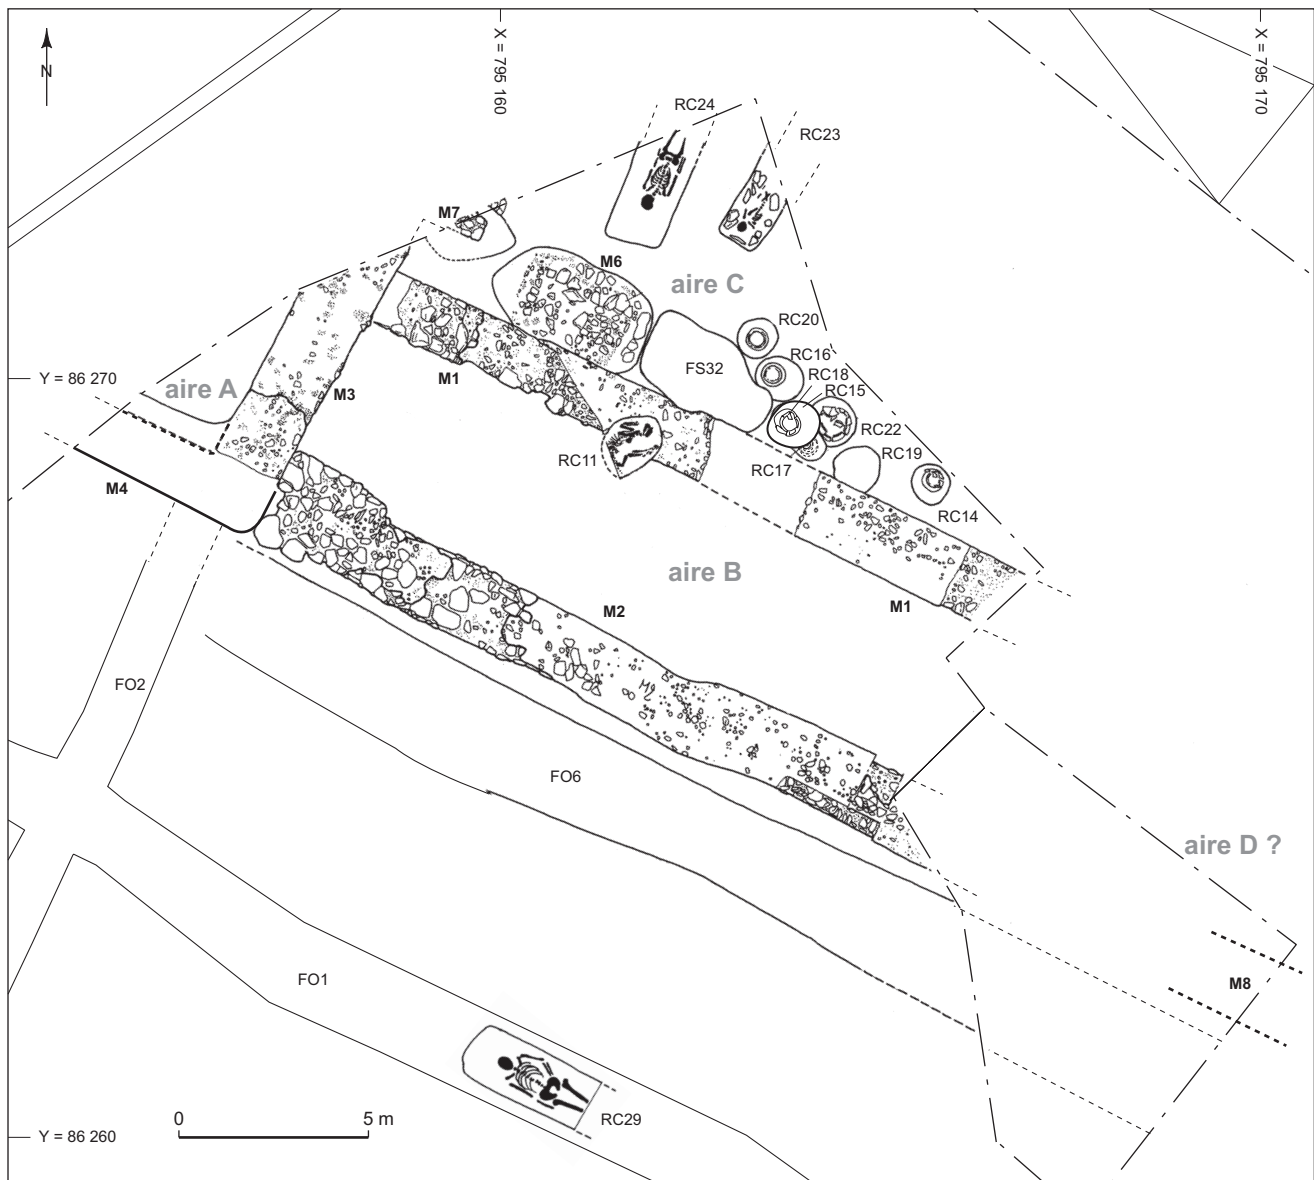 N
X = 795 160
X = 795 170
RC24
RC23
M7
M6
aire C
RC20
RC16
RC18
RC15
FS32
Y = 86 270
aire A
M3
M1
RC22
RC11
RC17
RC19
M4
RC14
aire B
M1
M2
FO2
FO6
aire D ?
FO1
M8
RC29
0
5 m
Y = 86 260